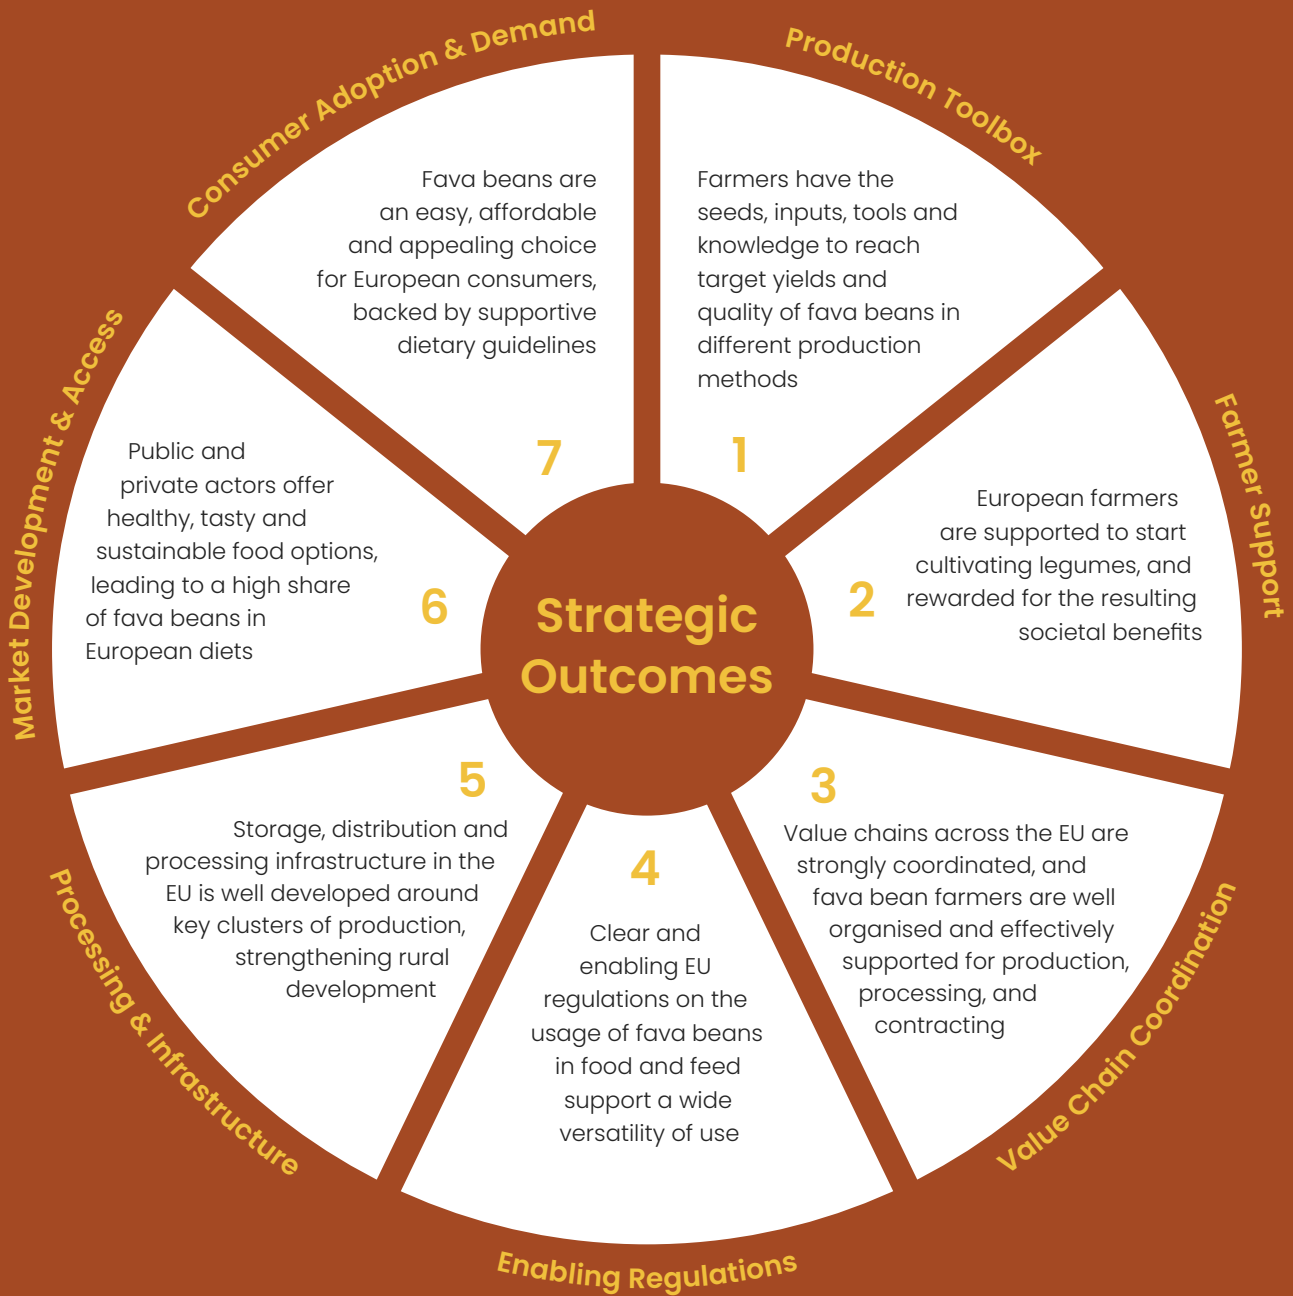 Strategic
Outcomes
Production Toolbox
Farmers have the
seeds, inputs, tools and
knowledge to reach
target yields and
quality of fava beans in
different production
methods
1
Farmer Support
European farmers
are supported to start
cultivating legumes, and
rewarded for the resulting
societal benefits
2
Value Chain Coordination
3
Value chains across the EU are
strongly coordinated, and
fava bean farmers are well
organised and effectively
supported for production,
processing, and
contracting
Enabling Regulations
4
Clear and
enabling EU
regulations on the
usage of fava beans
in food and feed
support a wide
versatility of use
Processing & Infrastructure
5
Storage, distribution and
processing infrastructure in the
EU is well developed around
key clusters of production,
strengthening rural
development
Market Development & Access
Public and
private actors offer
healthy, tasty and
sustainable food options,
leading to a high share
of fava beans in
European diets
6
Consumer Adoption & Demand
Fava beans are
an easy, affordable
and appealing choice
for European consumers,
backed by supportive
dietary guidelines
7